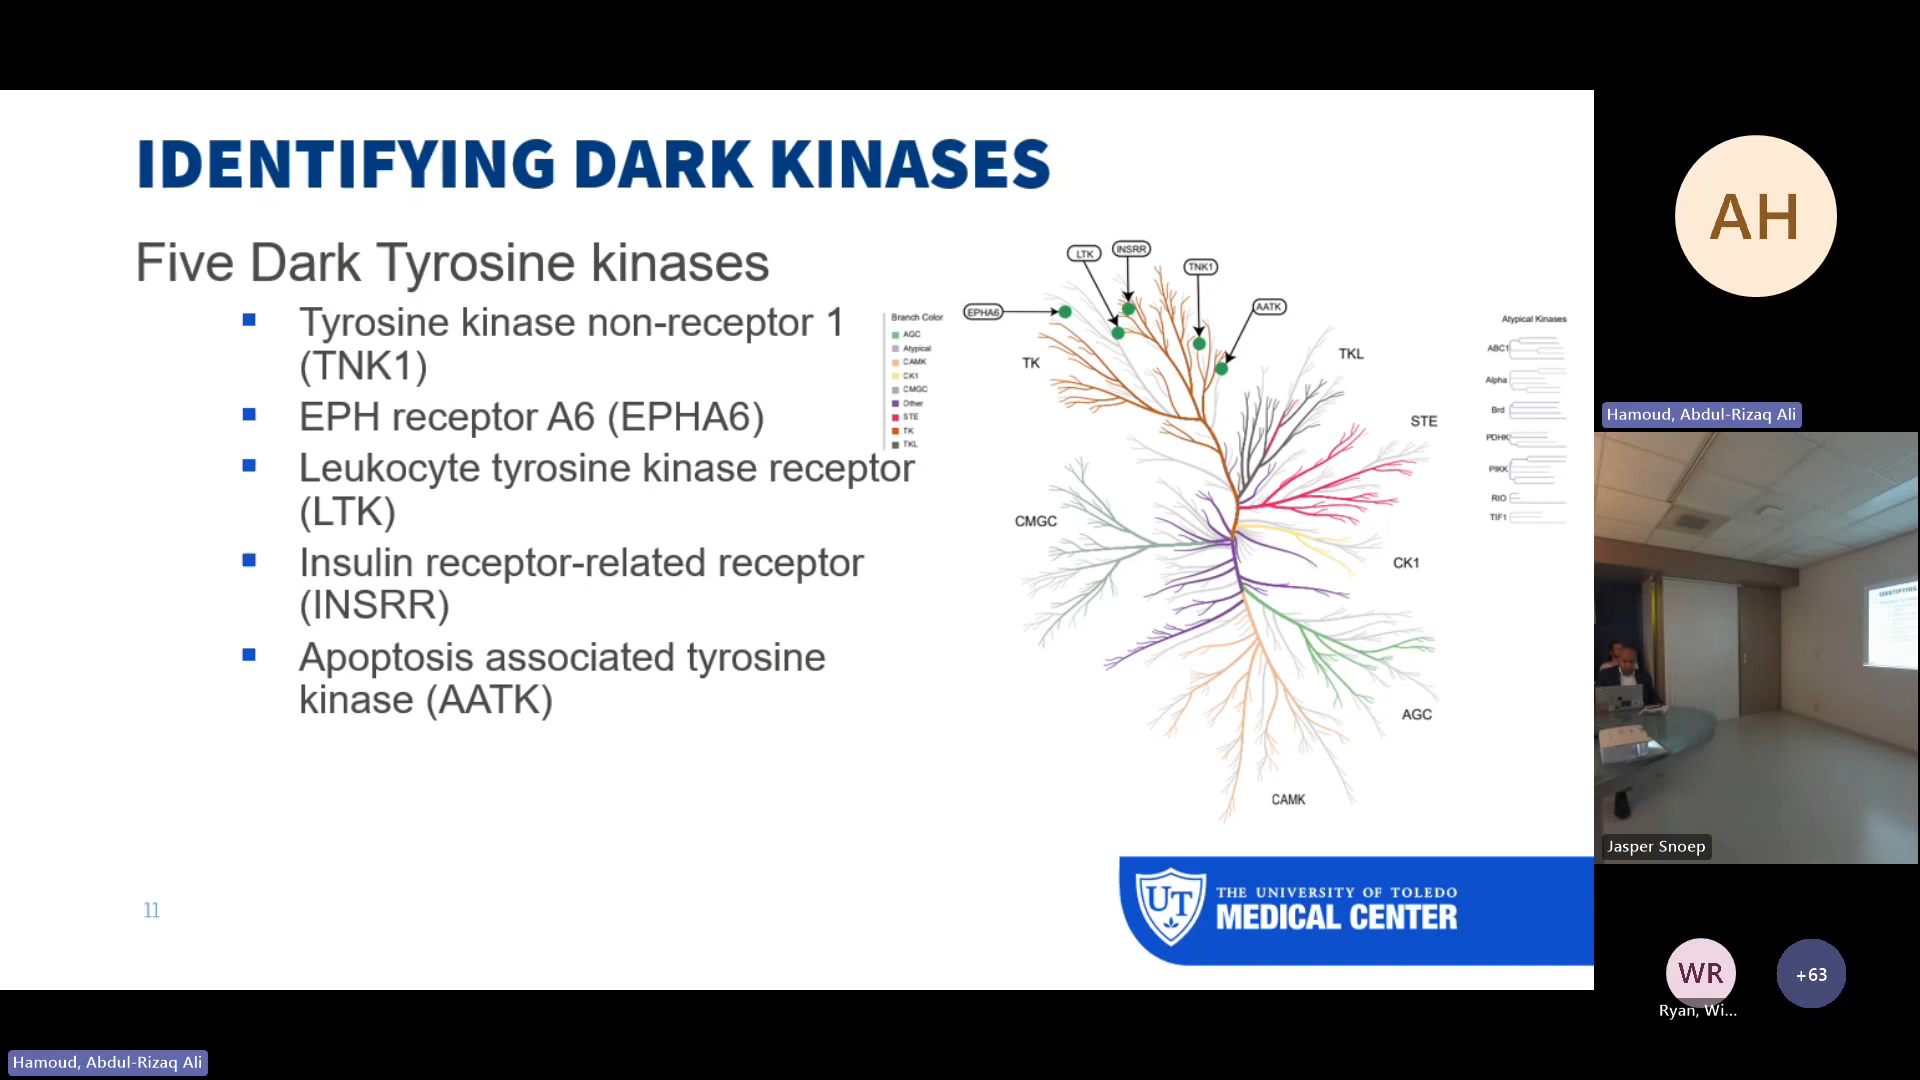 IDENTIFYING DARK KINASES
Five Dark Tyrosine kinases
Tyrosine kinase non-receptor 1
(TNK1)
EPH receptor A6 (EPHA6)
Leukocyte tyrosine kinase receptor
(LTK)
Insulin receptor-related receptor
(INSRR)
Apoptosis associated tyrosine
kinase (AATK)
LTK
INSRR
TNK1
AATK
EPHA6
Branch Color
AGC
Atypical
CAMK
CK1
CMGC
Other
STE
TK
TKL
TK
TKL
STE
CMGC
CK1
AGC
CAMK
Atypical Kinases
ABC1
Alpha
Brd
PDHK
PIKK
RIO
TIF1
11
UT
THE UNIVERSITY OF TOLEDO
MEDICAL CENTER
AH
Hamoud, Abdul-Rizaq Ali
Jasper Snoep
WR
Ryan, Wi...
+63
Hamoud, Abdul-Rizaq Ali